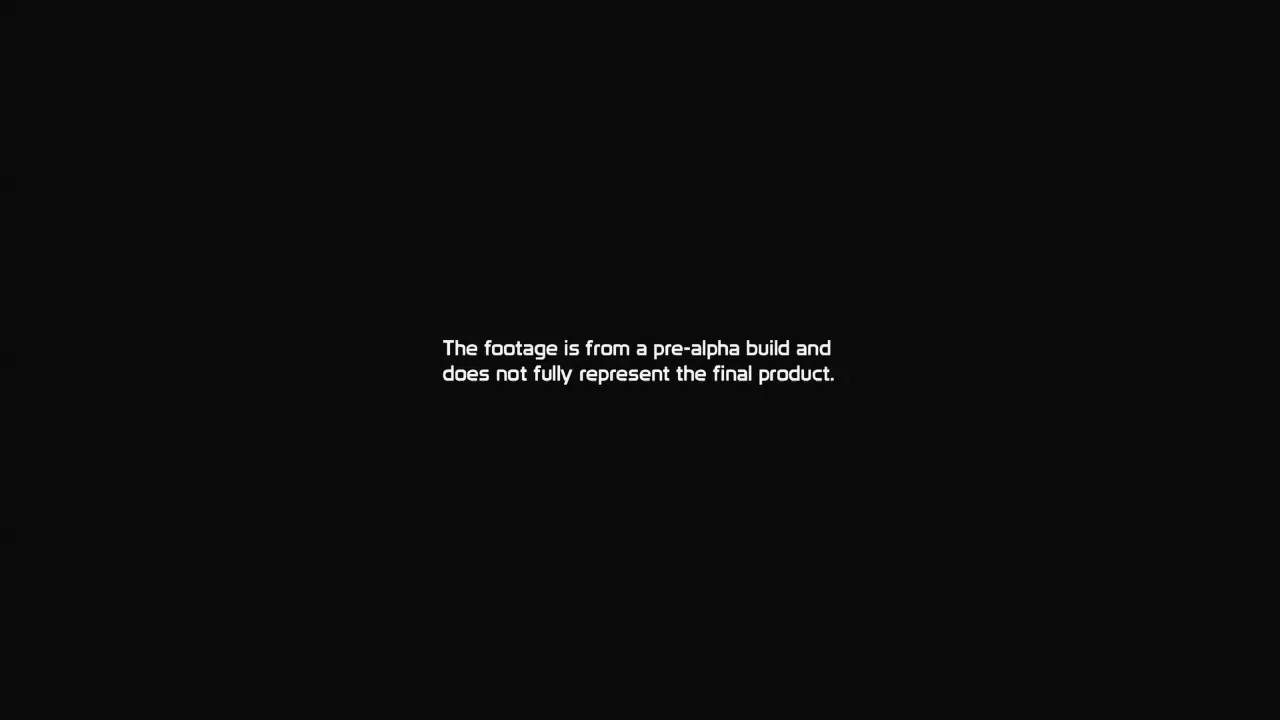 The footage is from a pre-alpha build and
does not fully represent the final product.